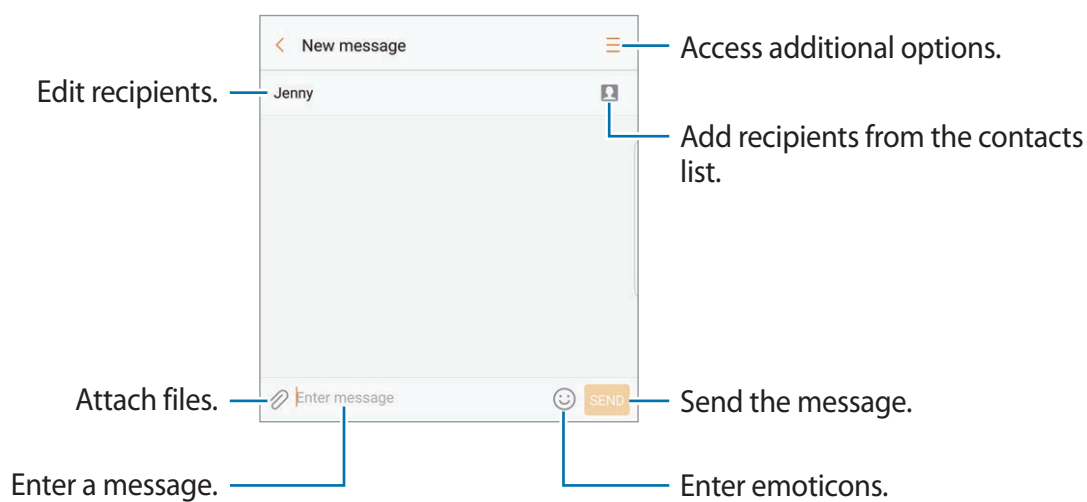 New message
Access additional options.
Edit recipients.
Jenny
Add recipients from the contacts
list.
Attach files.
Enter message
SEND
Send the message.
Enter a message.
Enter emoticons.